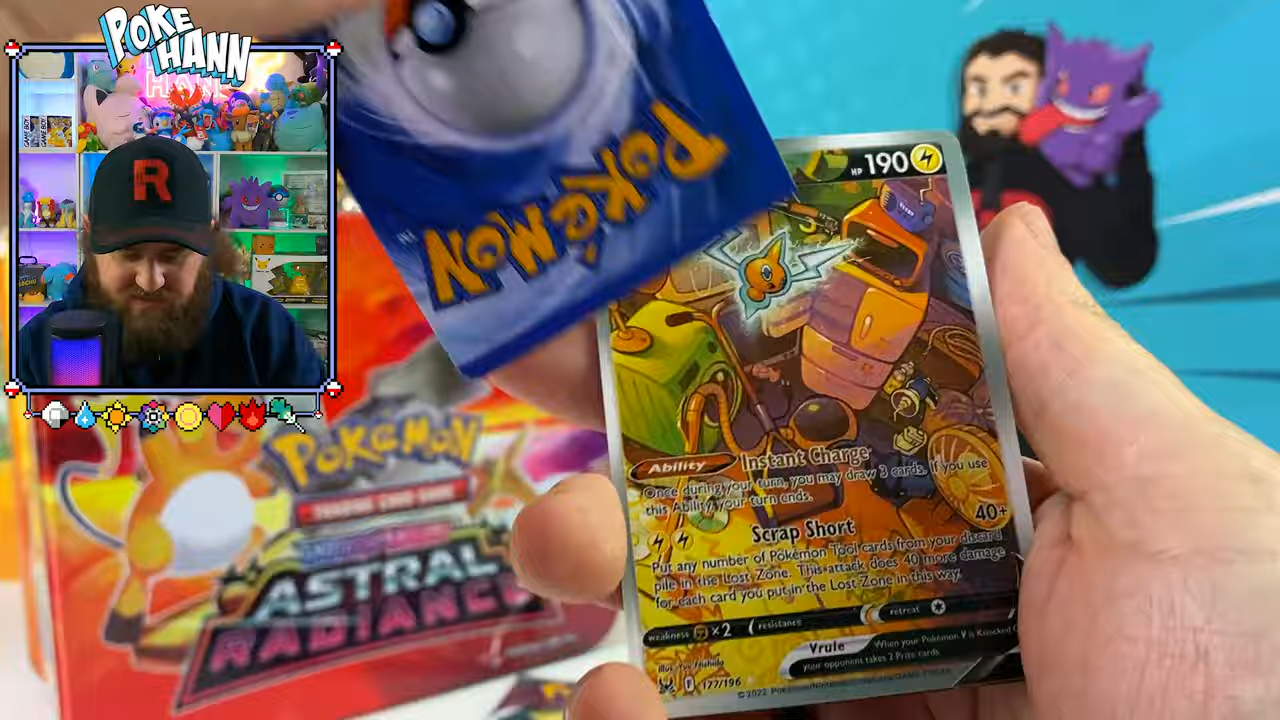 POKE
HANN
R
POKÉMON
HP 190
POKÉMON
ASTRAL
RADIANCE
Ability Instant Charge
Once during your turn, you may draw 3 cards. If you use
this Ability, your turn ends.
Scrap Short 40+
Put any number of Pokémon Tool cards from your discard
pile in the Lost Zone. This attack does 40 more damage
for each card you put in the Lost Zone in this way.
weakness ×2 resistance retreat
V rule When your Pokémon V is Knocked
your opponent takes 2 Prize cards.
F 177/196
©2022 Pokémon